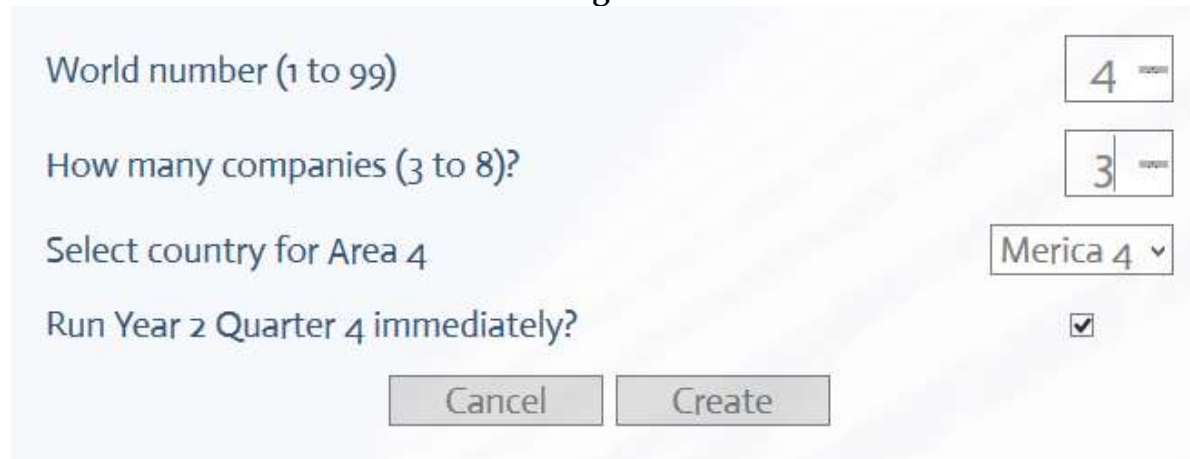 World number (1 to 99) 4
How many companies (3 to 8)? 3
Select country for Area 4 Merica 4
Run Year 2 Quarter 4 immediately?
Cancel Create